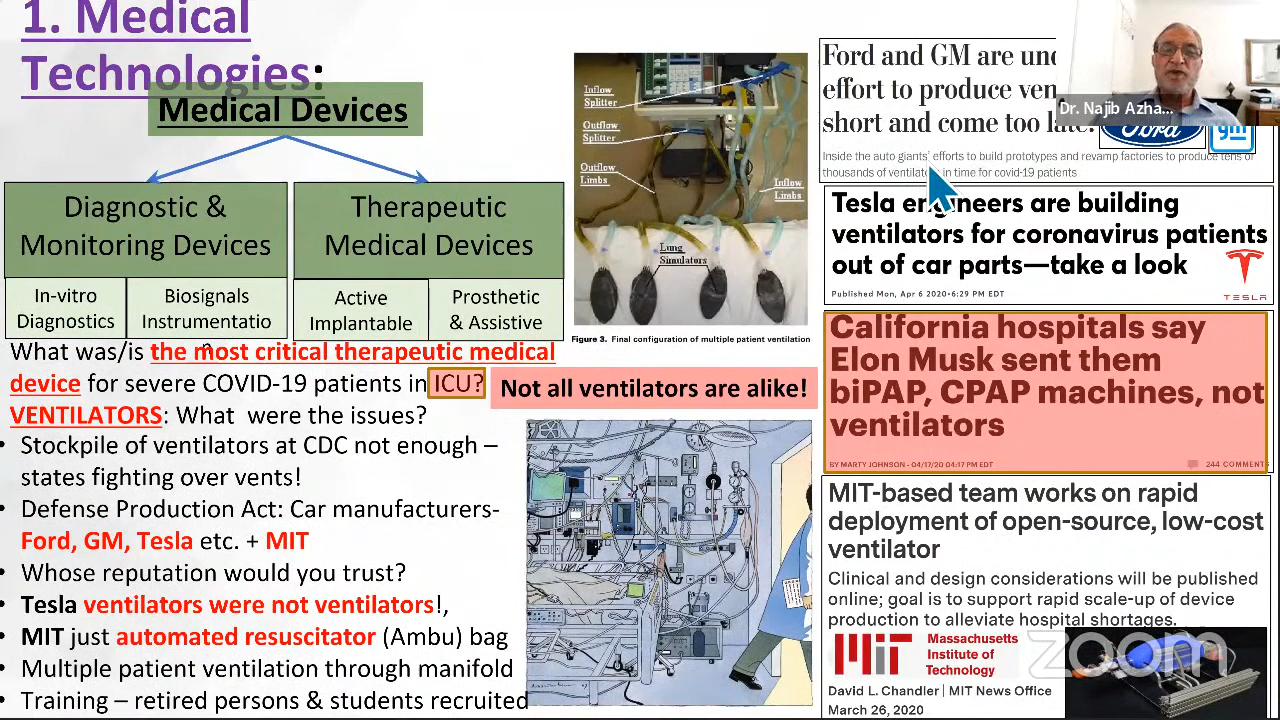 1. Medical
Technologies:
Medical Devices
Diagnostic &
Monitoring Devices
Therapeutic
Medical Devices
In-vitro
Diagnostics
Biosignals
Instrumentatio
n
Active
Implantable
Prosthetic
& Assistive
What was/is the most critical therapeutic medical
device for severe COVID-19 patients in ICU?
VENTILATORS: What were the issues?
• Stockpile of ventilators at CDC not enough –
states fighting over vents!
• Defense Production Act: Car manufacturers-
Ford, GM, Tesla etc. + MIT
• Whose reputation would you trust?
• Tesla ventilators were not ventilators!,
• MIT just automated resuscitator (Ambu) bag
• Multiple patient ventilation through manifold
• Training – retired persons & students recruited
Inflow
Splitter
Outflow
Splitter
Outflow
Limbs
Inflow
Limbs
Lung
Simulators
Figure 3. Final configuration of multiple patient ventilation
Not all ventilators are alike!
Ford and GM are
effort to produce
short and come too late.
Dr. Najib Azha...
Ford
gm
Inside the auto giants' efforts to build prototypes and revamp factories to produce tens of
thousands of ventilators in time for covid-19 patients
Tesla engineers are building
ventilators for coronavirus patients
out of car parts—take a look
Published Mon, Apr 6 2020•6:29 PM EDT
TESLA
California hospitals say
Elon Musk sent them
biPAP, CPAP machines, not
ventilators
BY MARTY JOHNSON - 04/17/20 04:17 PM EDT
244 COMMENTS
MIT-based team works on rapid
deployment of open-source, low-cost
ventilator
Clinical and design considerations will be published
online; goal is to support rapid scale-up of device
production to alleviate hospital shortages.
Massachusetts
Institute of
Technology
zoom
David L. Chandler | MIT News Office
March 26, 2020